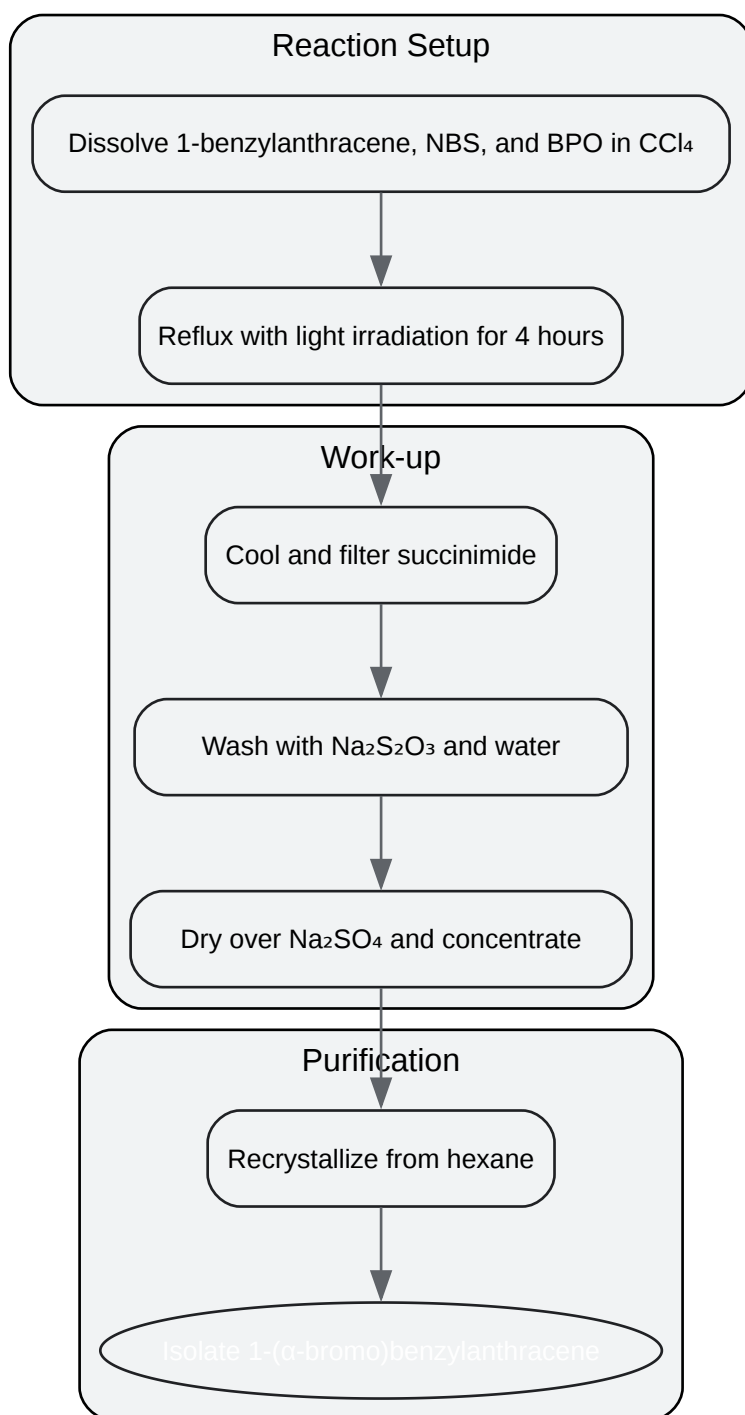 Reaction Setup
Dissolve 1-benzylanthracene, NBS, and BPO in CCl₄
Reflux with light irradiation for 4 hours
Work-up
Cool and filter succinimide
Wash with Na₂S₂O₃ and water
Dry over Na₂SO₄ and concentrate
Purification
Recrystallize from hexane
Isolate 1-(α-bromo)benzylanthracene